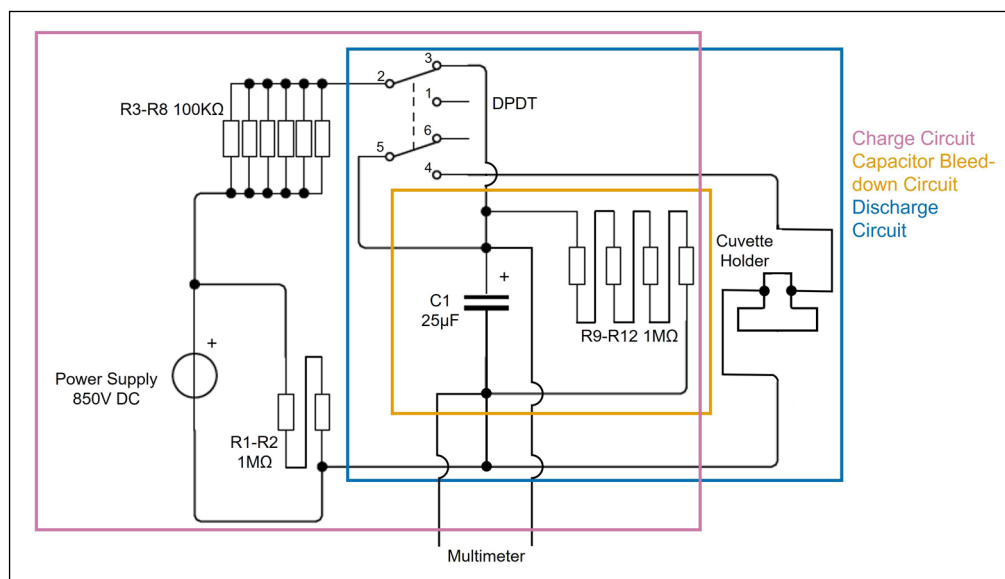 3
2
1
DPDT
R3-R8 100KΩ
6
5
4
Charge Circuit
Capacitor Bleed-
down Circuit
Discharge
Circuit
Cuvette
Holder
+
C1
25µF
R9-R12 1MΩ
+
Power Supply
850V DC
R1-R2
1MΩ
Multimeter